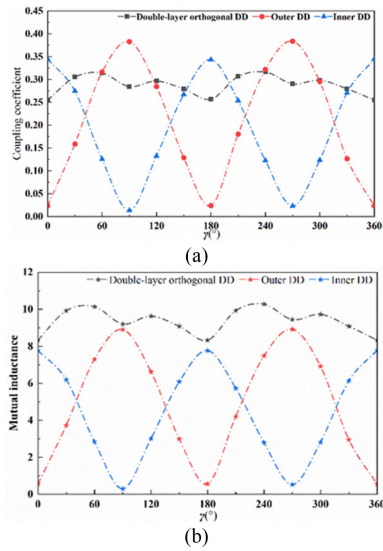 Double-layer orthogonal DD Outer DD Inner DD
Coupling coefficient
0.45
0.40
0.35
0.30
0.25
0.20
0.15
0.10
0.05
0.00
0 60 120 180 240 300 360
γ(°)
(a)
Double-layer orthogonal DD Outer DD Inner DD
Mutual inductance
12
10
8
6
4
2
0
0 60 120 180 240 300 360
γ(°)
(b)